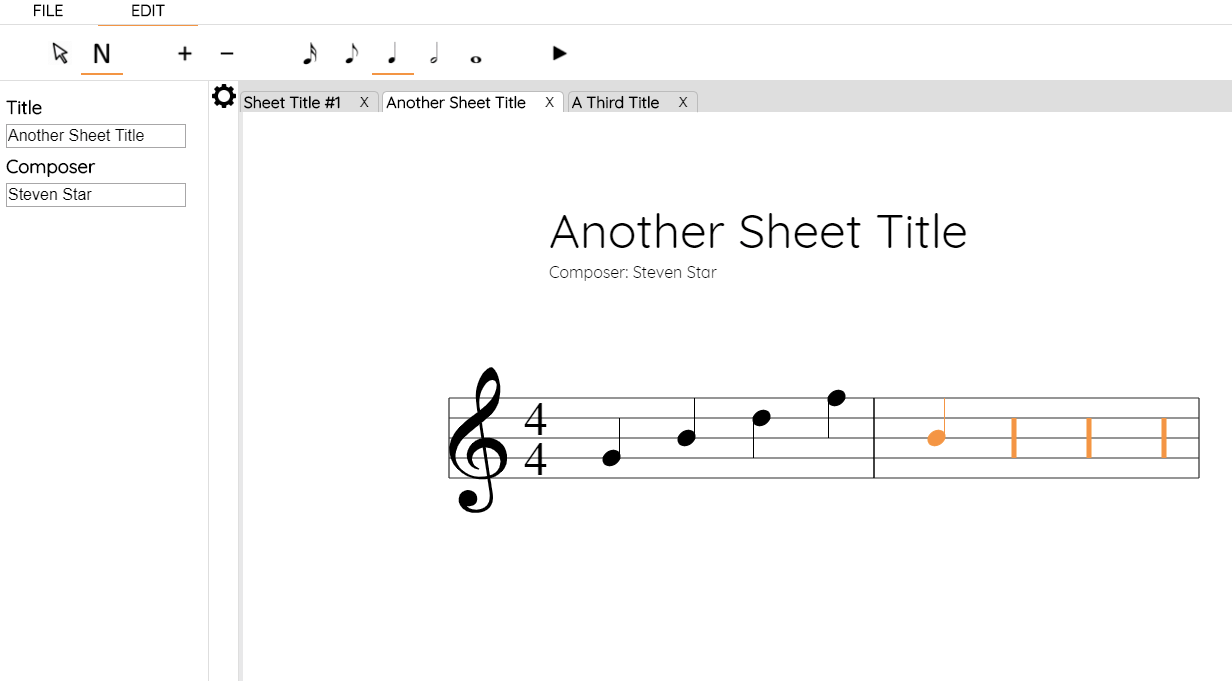 FILE EDIT
N + −
Title
Another Sheet Title
Composer
Steven Star
Sheet Title #1 X Another Sheet Title X A Third Title X
Another Sheet Title
Composer: Steven Star
4
4